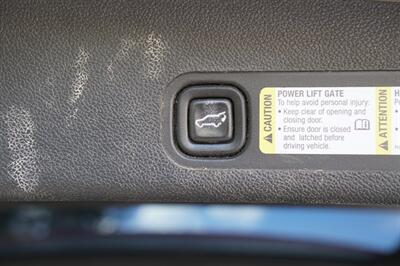 CAUTION
POWER LIFT GATE
To help avoid personal injury:
• Keep clear of opening and
closing door.
• Ensure door is closed
and latched before
driving vehicle.
ATTENTION